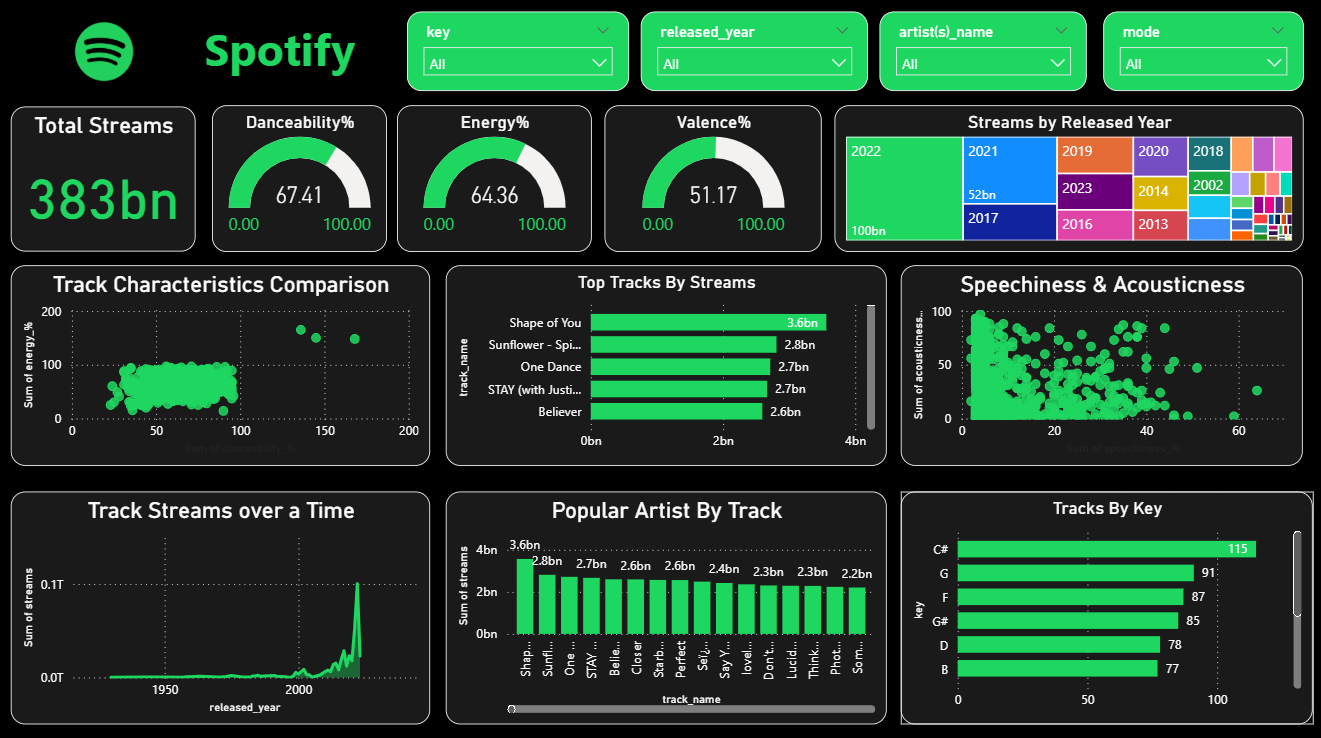 Spotify
key
All
released_year
All
artist(s)_name
All
mode
All
Total Streams
383bn
Danceability%
67.41
0.00
100.00
Energy%
64.36
0.00
100.00
Valence%
51.17
0.00
100.00
Streams by Released Year
2022
100bn
2021
52bn
2017
2019
2023
2016
2020
2014
2013
2018
2002
Track Characteristics Comparison
Sum of energy_%
200
100
0
0
50
100
150
200
Sum of danceability_%
Top Tracks By Streams
track_name
Shape of You
3.6bn
Sunflower - Spi...
2.8bn
One Dance
2.7bn
STAY (with Justi...
2.7bn
Believer
2.6bn
0bn
2bn
4bn
Speechiness & Acousticness
Sum of acousticness...
100
50
0
0
20
40
60
Sum of speechiness_%
Track Streams over a Time
Sum of streams
0.1T
0.0T
1950
2000
released_year
Popular Artist By Track
Sum of streams
4bn
2bn
0bn
3.6bn
2.8bn
2.7bn
2.6bn
2.6bn
2.4bn
2.3bn
2.3bn
2.2bn
Shap...
Sunfl...
One ...
STAY ...
Belie...
Closer
Starb...
Perfect
Say Y...
lovel...
Don't...
Lucid...
Think...
Phot...
Som...
track_name
Tracks By Key
key
C#
115
G
91
F
87
G#
85
D
78
B
77
0
50
100